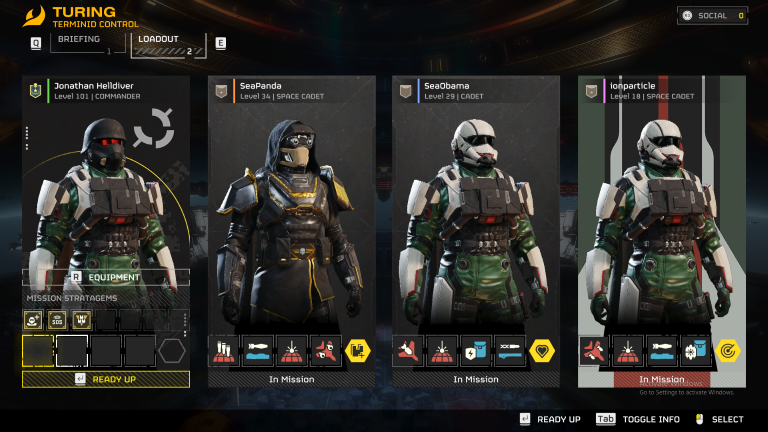 TURING
TERMINID CONTROL
SOCIAL 0
Q
BRIEFING
1
LOADOUT
2
E
Jonathan Helldiver
Level 101 | COMMANDER
SeaPanda
Level 34 | SPACE CADET
SeaObama
Level 29 | CADET
ionparticle
Level 18 | SPACE CADET
R EQUIPMENT
MISSION STRATAGEMS
SOS
READY UP
In Mission
In Mission
In Mission
Go to Settings to activate Windows.
READY UP
Tab TOGGLE INFO
SELECT